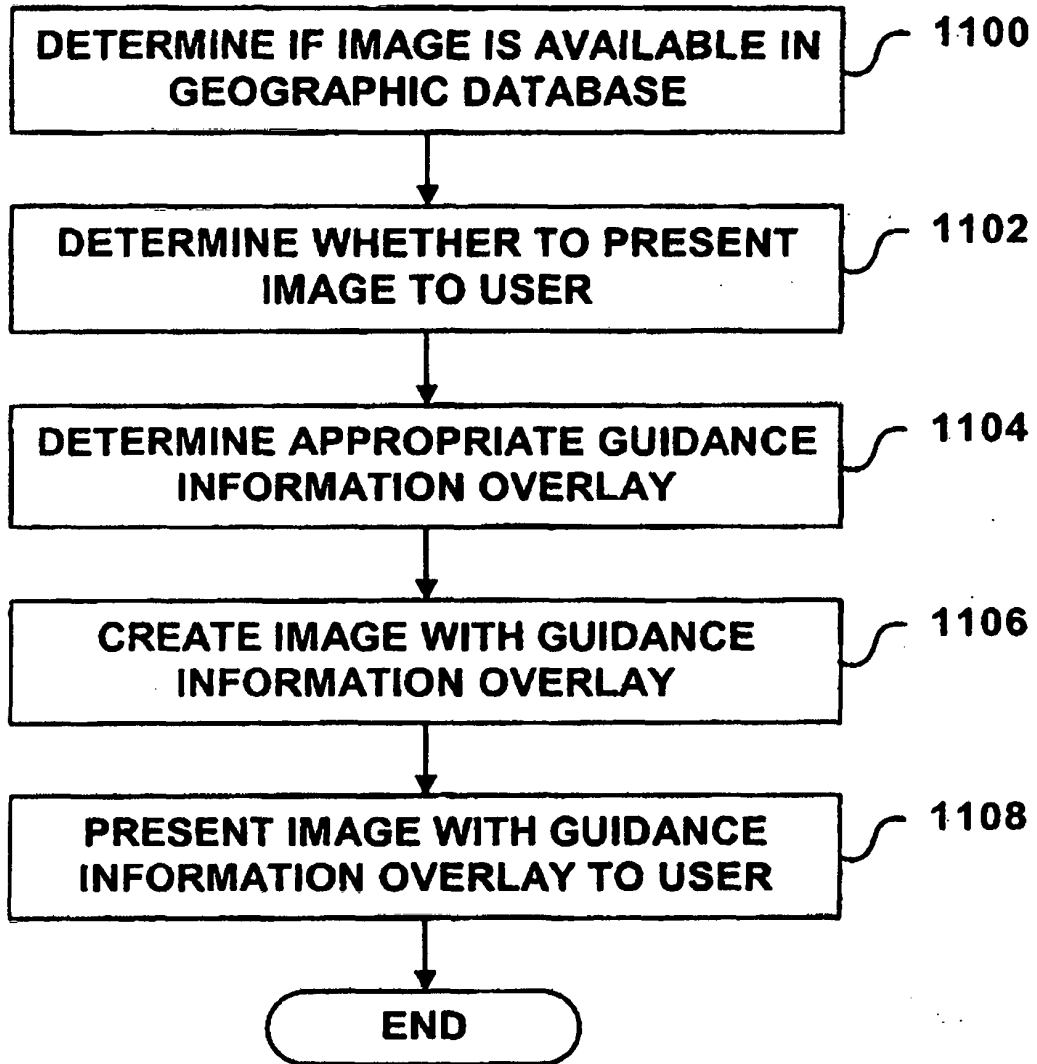 DETERMINE IF IMAGE IS AVAILABLE IN
GEOGRAPHIC DATABASE
1100
DETERMINE WHETHER TO PRESENT
IMAGE TO USER
1102
DETERMINE APPROPRIATE GUIDANCE
INFORMATION OVERLAY
1104
CREATE IMAGE WITH GUIDANCE
INFORMATION OVERLAY
1106
PRESENT IMAGE WITH GUIDANCE
INFORMATION OVERLAY TO USER
1108
END